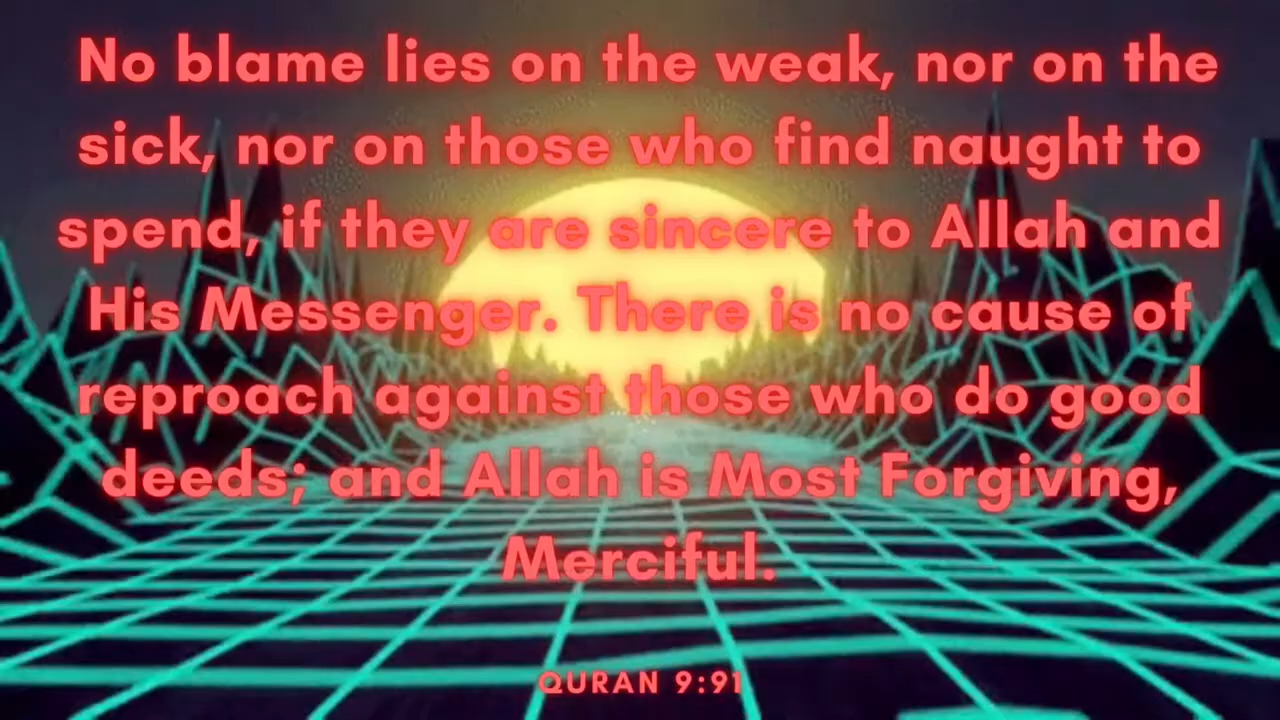 No blame lies on the weak, nor on the
sick, nor on those who find naught to
spend, if they are sincere to Allah and
His Messenger. There is no cause of
reproach against those who do good
deeds; and Allah is Most Forgiving,
Merciful.
QURAN 9:91